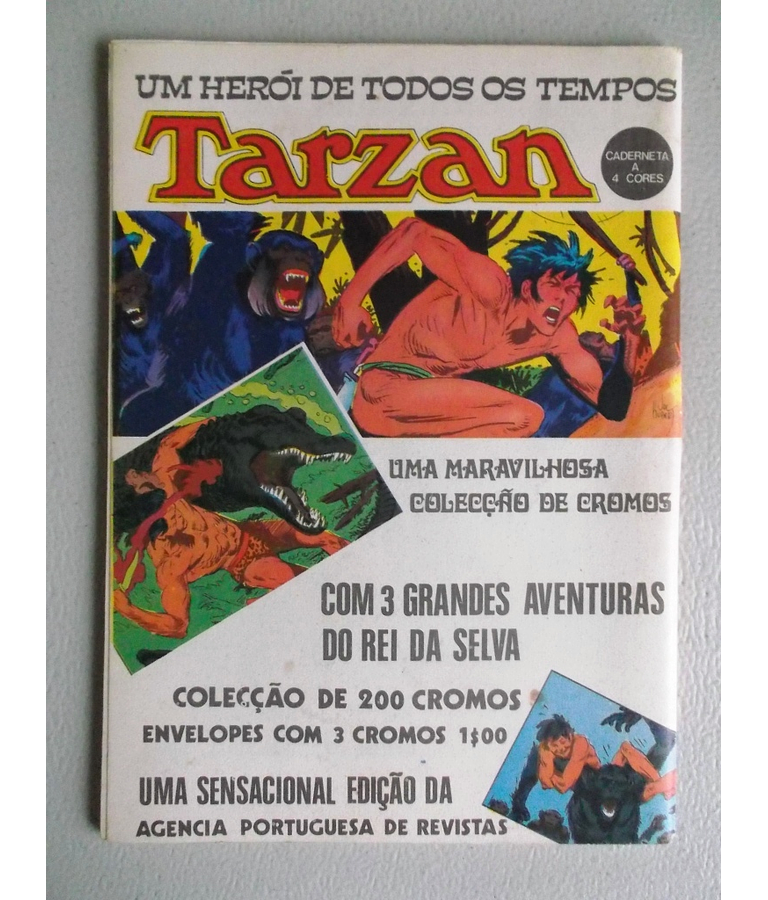 UM HERÓI DE TODOS OS TEMPOS
Tarzan
CADERNETA
A
4 CORES
UMA MARAVILHOSA
COLECÇÃO DE CROMOS
COM 3 GRANDES AVENTURAS
DO REI DA SELVA
COLECÇÃO DE 200 CROMOS
ENVELOPES COM 3 CROMOS 1$00
UMA SENSACIONAL EDIÇÃO DA
AGENCIA PORTUGUESA DE REVISTAS